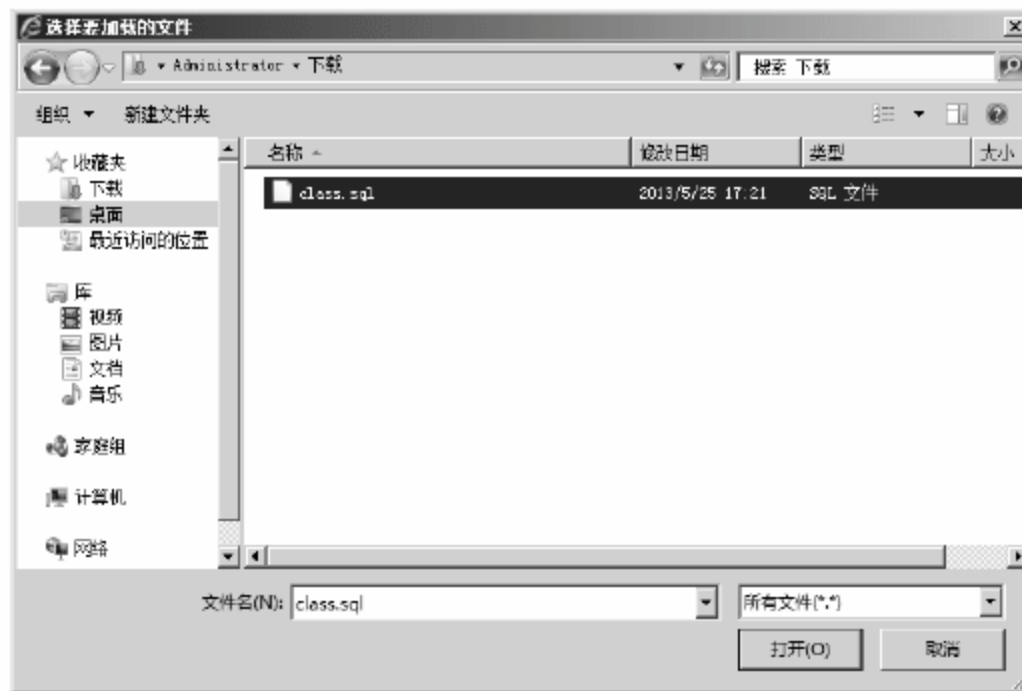 选择要加载的文件
Administrator 下载
搜索 下载
组织 新建文件夹
名称 修改日期 类型 大小
class.sql 2013/5/25 17:21 SQL 文件
收藏夹
下载
桌面
最近访问的位置
库
视频
图片
文档
音乐
家庭组
计算机
网络
文件名(N): class.sql 所有文件(*.*)
打开(O) 取消